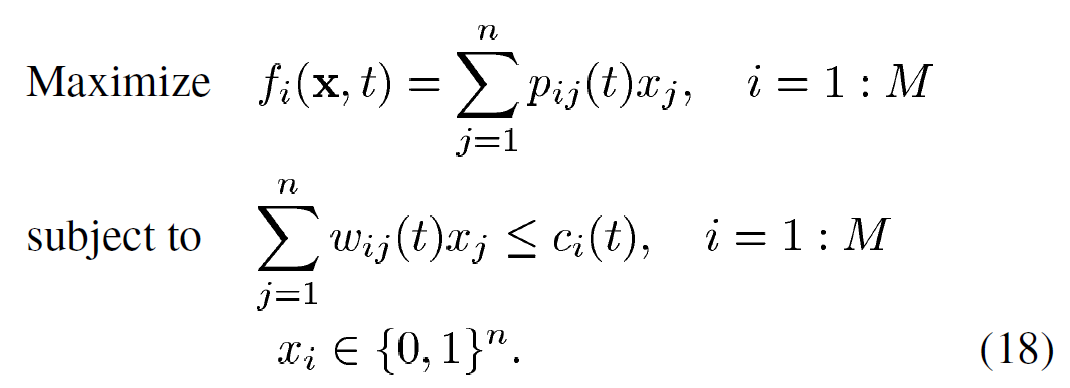 Maximize f_i(𝐱, t) = ∑_{j=1}^{n} p_{ij}(t)x_j, i = 1 : M
subject to ∑_{j=1}^{n} w_{ij}(t)x_j ≤ c_i(t), i = 1 : M
x_i ∈ {0, 1}^n. (18)